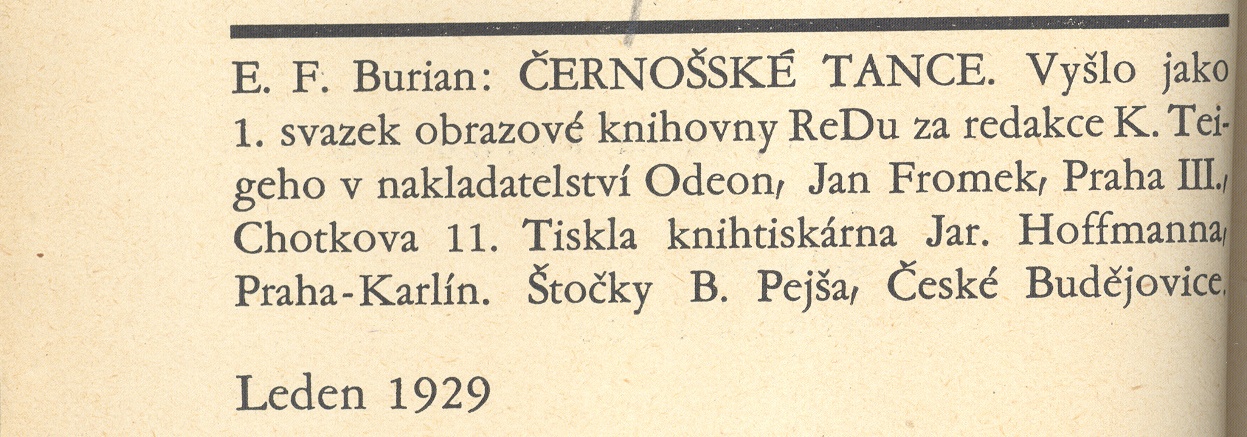 E. F. Burian: ČERNOŠSKÉ TANCE. Vyšlo jako
1. svazek obrazové knihovny ReDu za redakce K. Tei-
geho v nakladatelství Odeon, Jan Fromek, Praha III.,
Chotkova 11. Tiskla knihtiskárna Jar. Hoffmanna,
Praha-Karlín. Štočky B. Pejša, České Budějovice.
Leden 1929